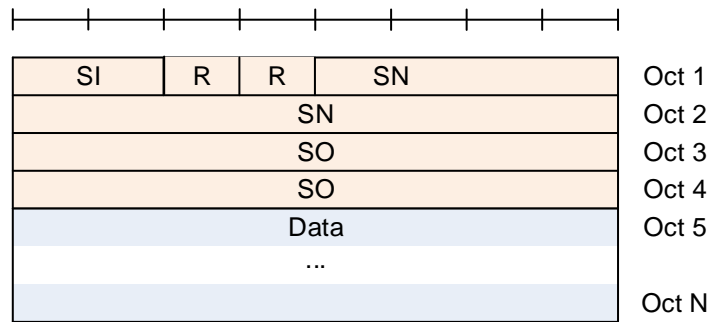 SI R R SN Oct 1
SN Oct 2
SO Oct 3
SO Oct 4
Data Oct 5
...
Oct N